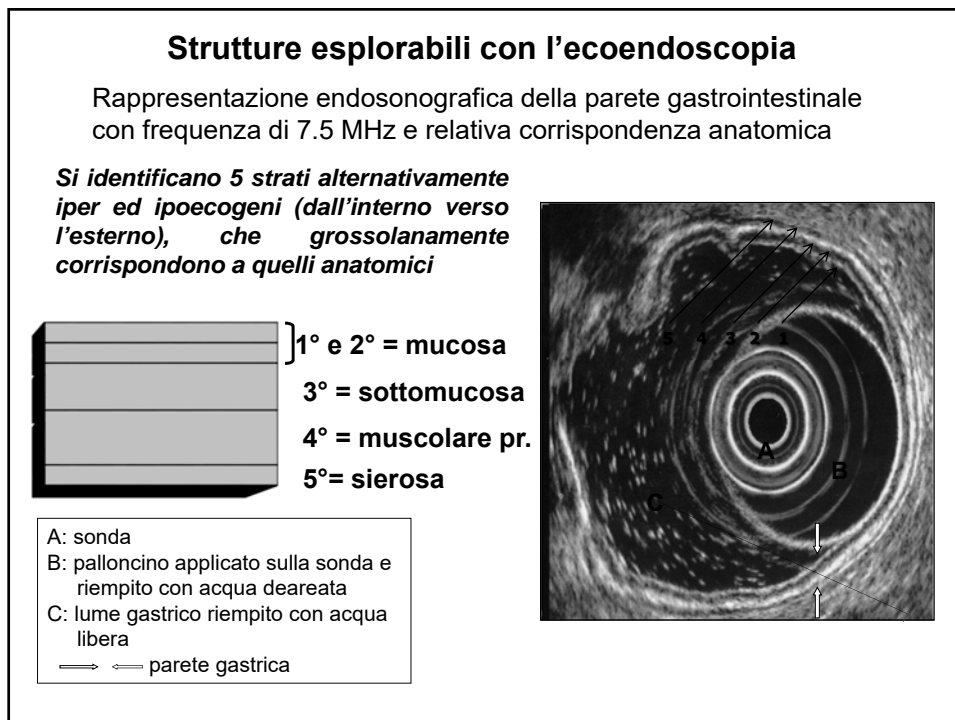 Strutture esplorabili con l'ecoendoscopia
Rappresentazione endosonografica della parete gastrointestinale
con frequenza di 7.5 MHz e relativa corrispondenza anatomica
Si identificano 5 strati alternativamente
iper ed ipoecogeni (dall'interno verso
l'esterno), che grossolanamente
corrispondono a quelli anatomici
1° e 2° = mucosa
3° = sottomucosa
4° = muscolare pr.
5°= sierosa
A: sonda
B: palloncino applicato sulla sonda e
riempito con acqua deareata
C: lume gastrico riempito con acqua
libera
parete gastrica
5 4 3 2 1
A
B
C